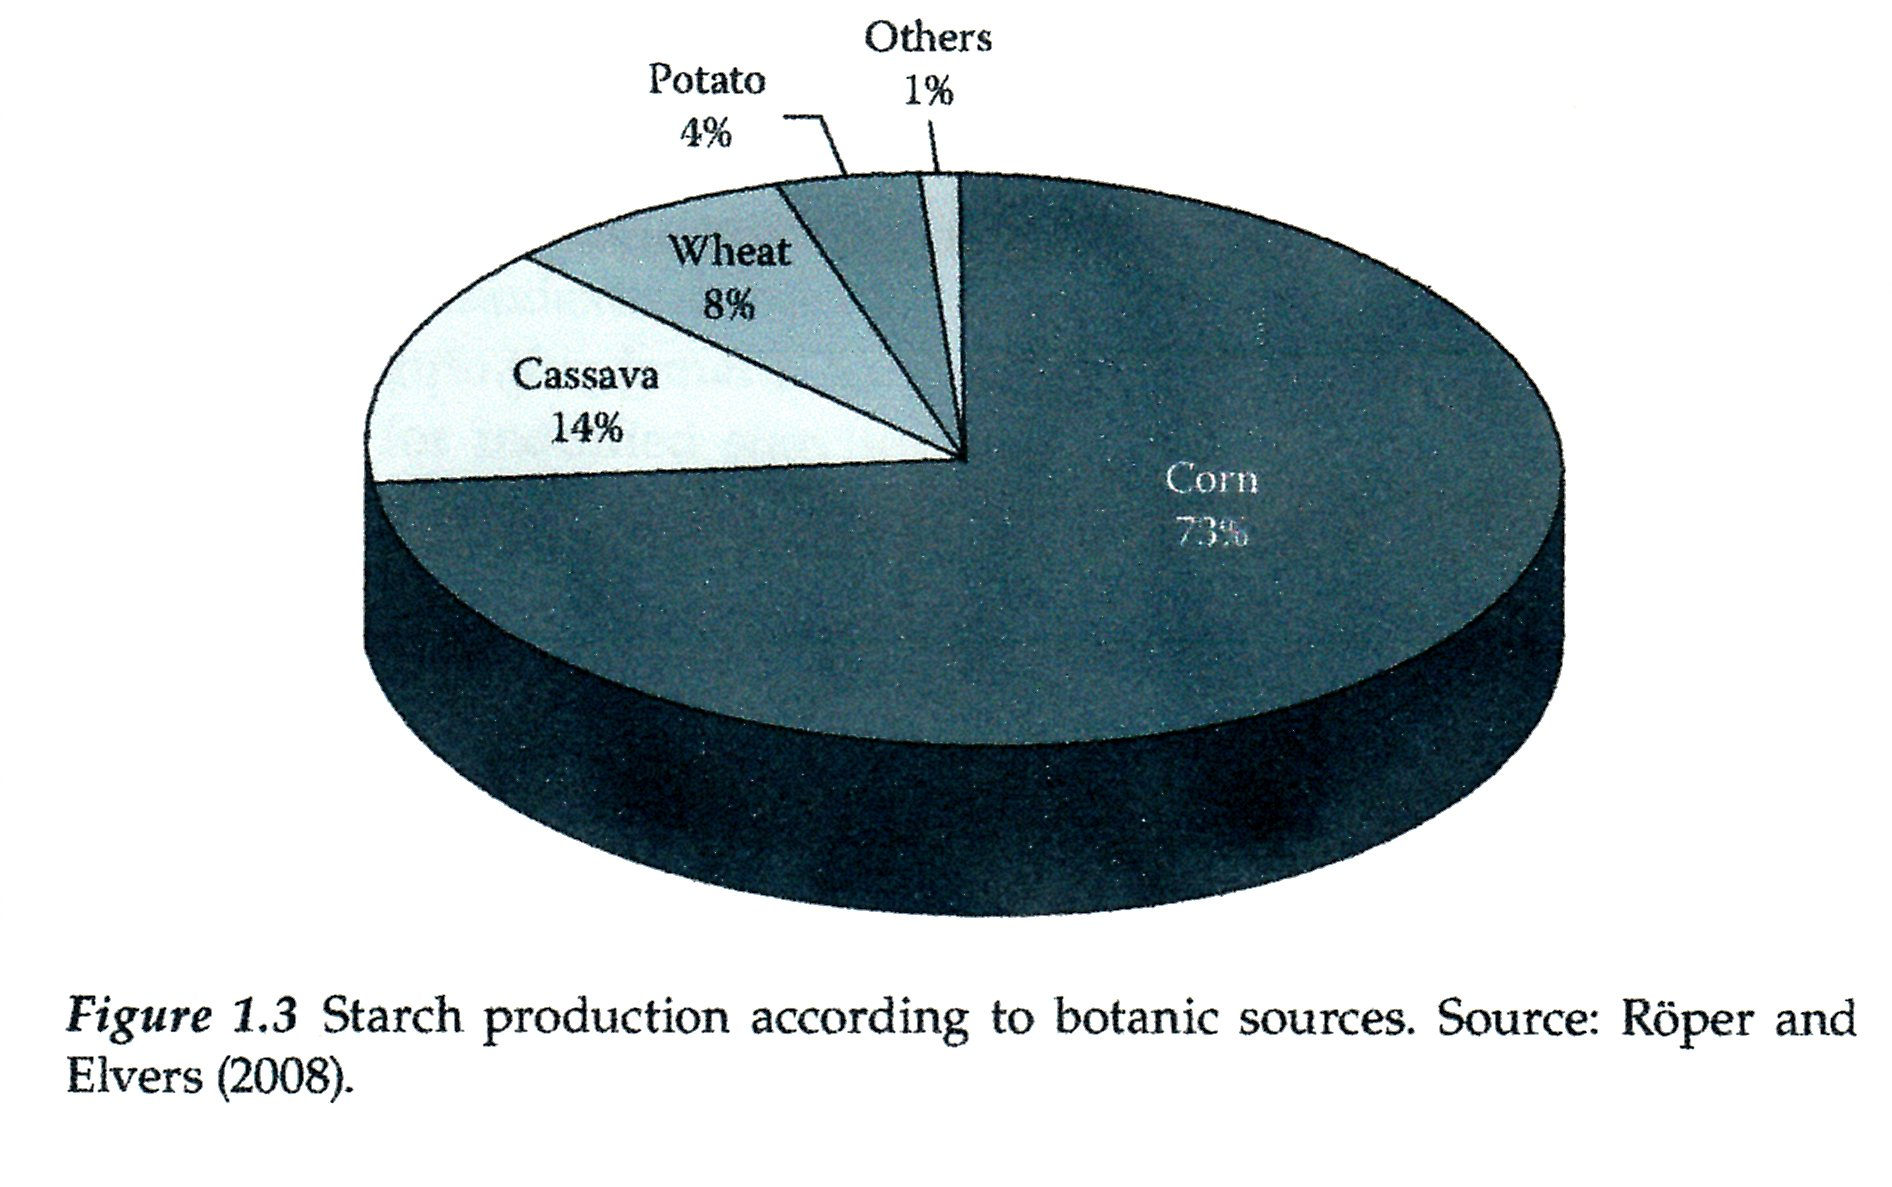 Others
1%
Potato
4%
Wheat
8%
Cassava
14%
Corn
73%
Figure 1.3 Starch production according to botanic sources. Source: Röper and
Elvers (2008).